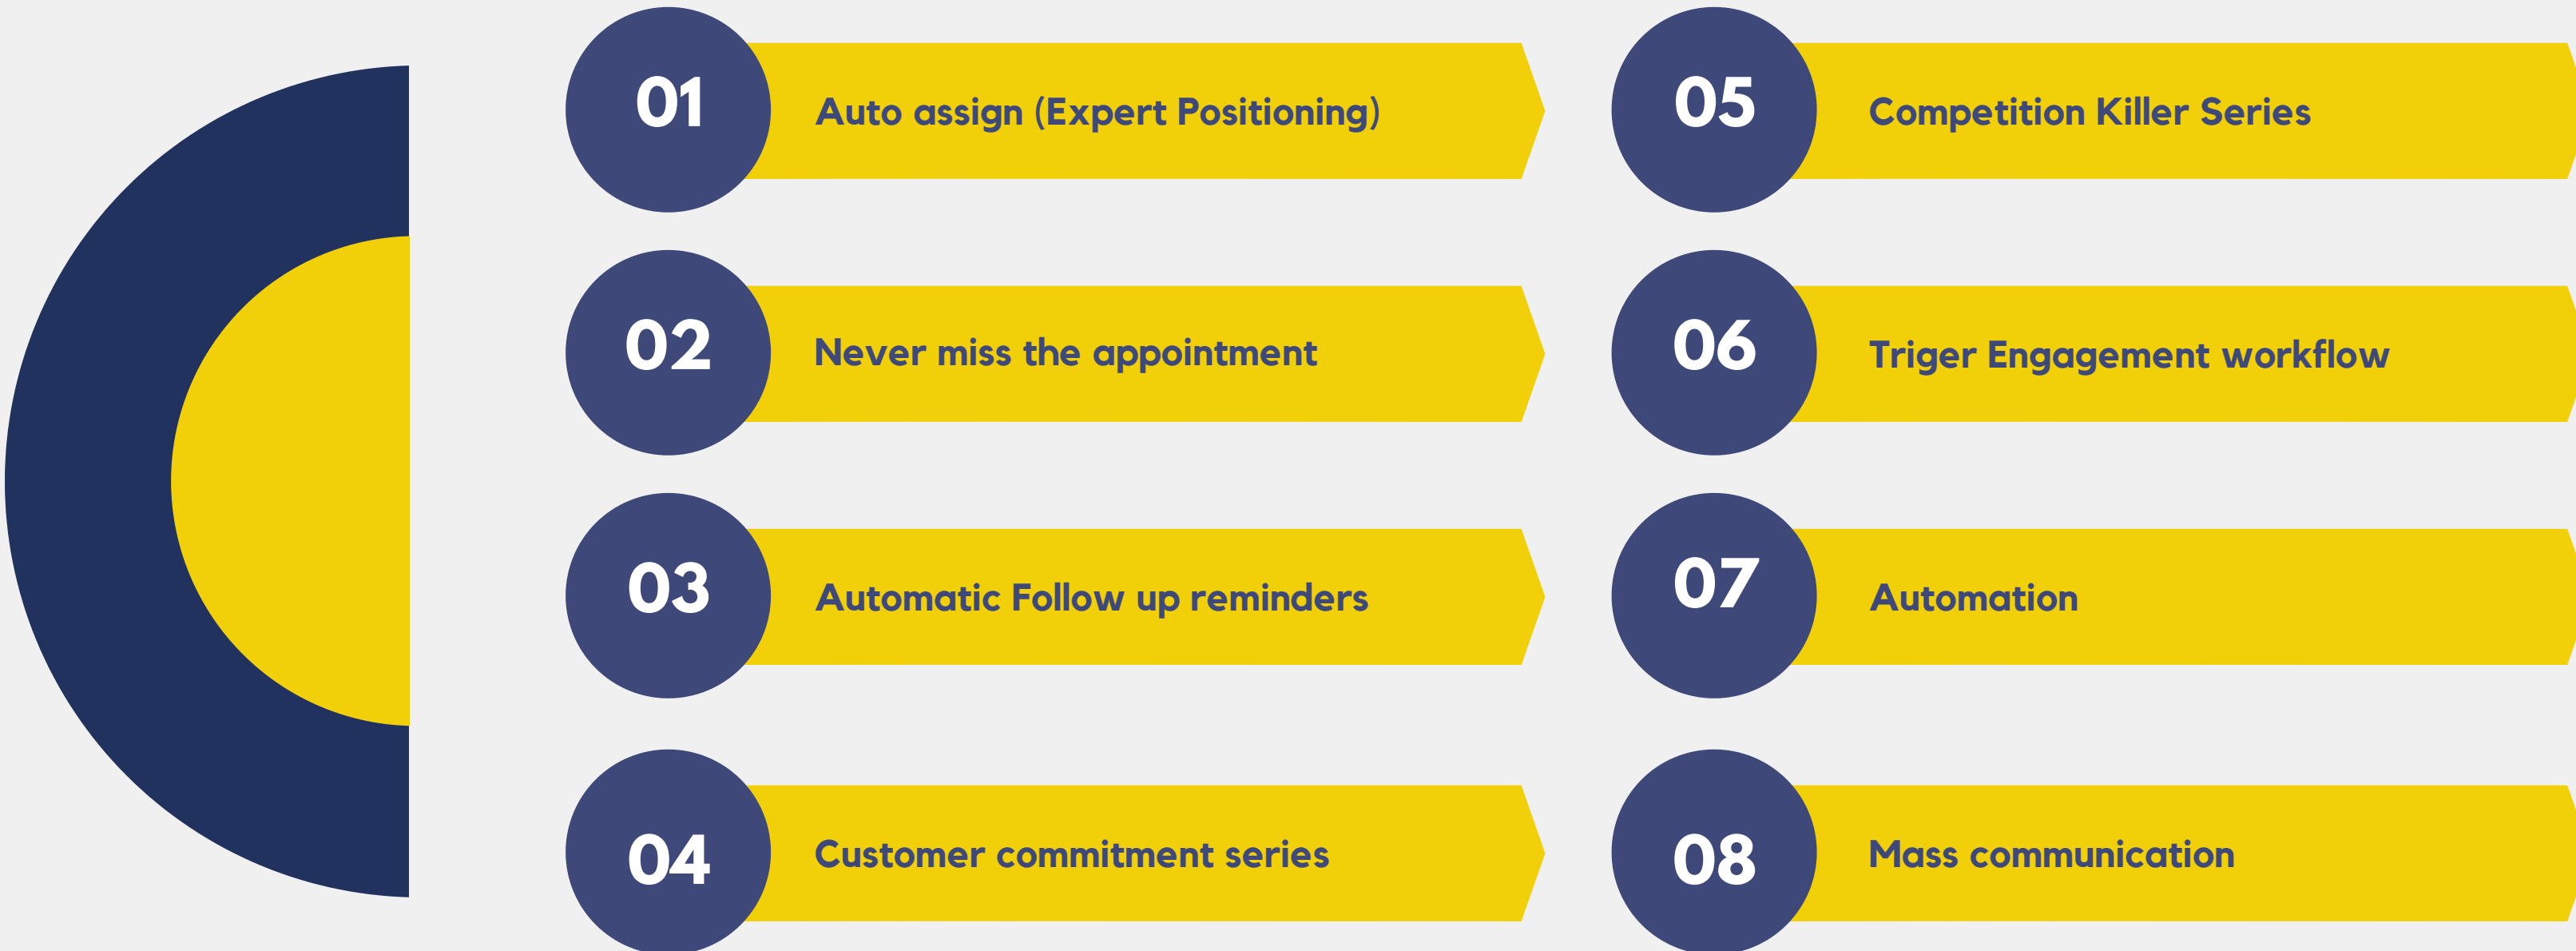 01
Auto assign (Expert Positioning)
02
Never miss the appointment
03
Automatic Follow up reminders
04
Customer commitment series
05
Competition Killer Series
06
Triger Engagement workflow
07
Automation
08
Mass communication